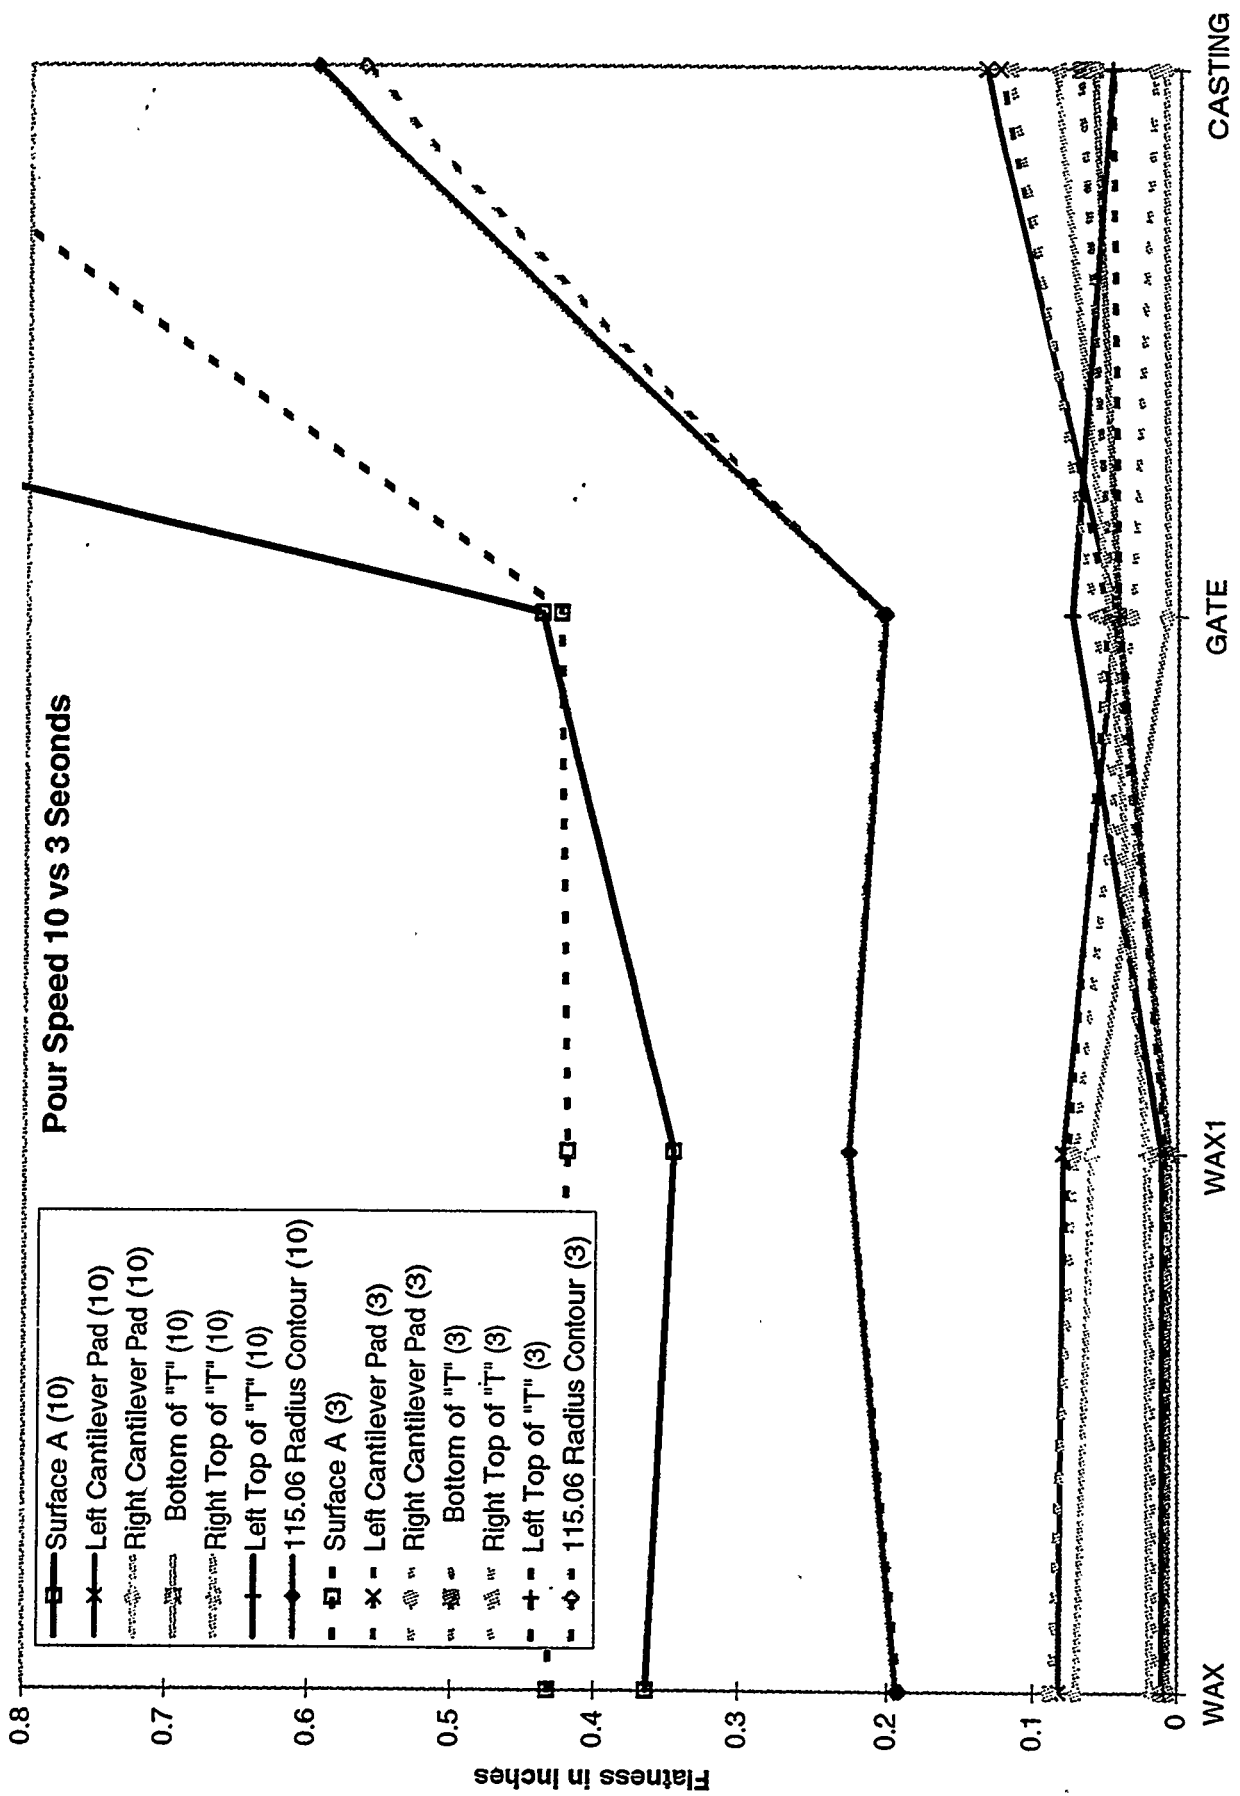 Pour Speed 10 vs 3 Seconds
Surface A (10)
Left Cantilever Pad (10)
Right Cantilever Pad (10)
Bottom of "T" (10)
Right Top of "T" (10)
Left Top of "T" (10)
115.06 Radius Contour (10)
Surface A (3)
Left Cantilever Pad (3)
Right Cantilever Pad (3)
Bottom of "T" (3)
Right Top of "T" (3)
Left Top of "T" (3)
115.06 Radius Contour (3)
Flatness in Inches
0.8
0.7
0.6
0.5
0.4
0.3
0.2
0.1
0
WAX
WAX1
GATE
CASTING